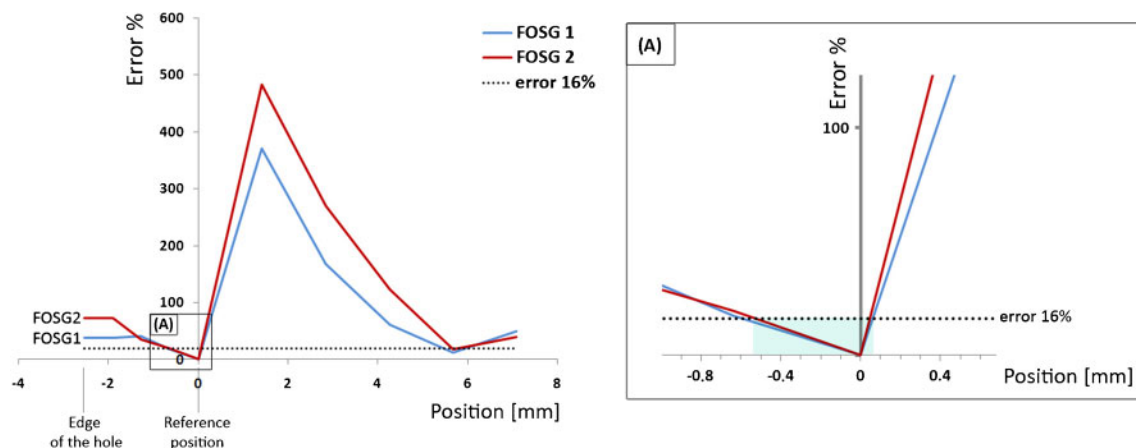 600
500
400
300
200
100
0
Error %
FOSG 1
FOSG 2
error 16%
FOSG2
FOSG1
(A)
-4
-2
0
2
4
6
8
Position [mm]
Edge
of the hole
Reference
position
(A)
Error %
100
error 16%
-0.8
-0.4
0
0.4
Position [mm]